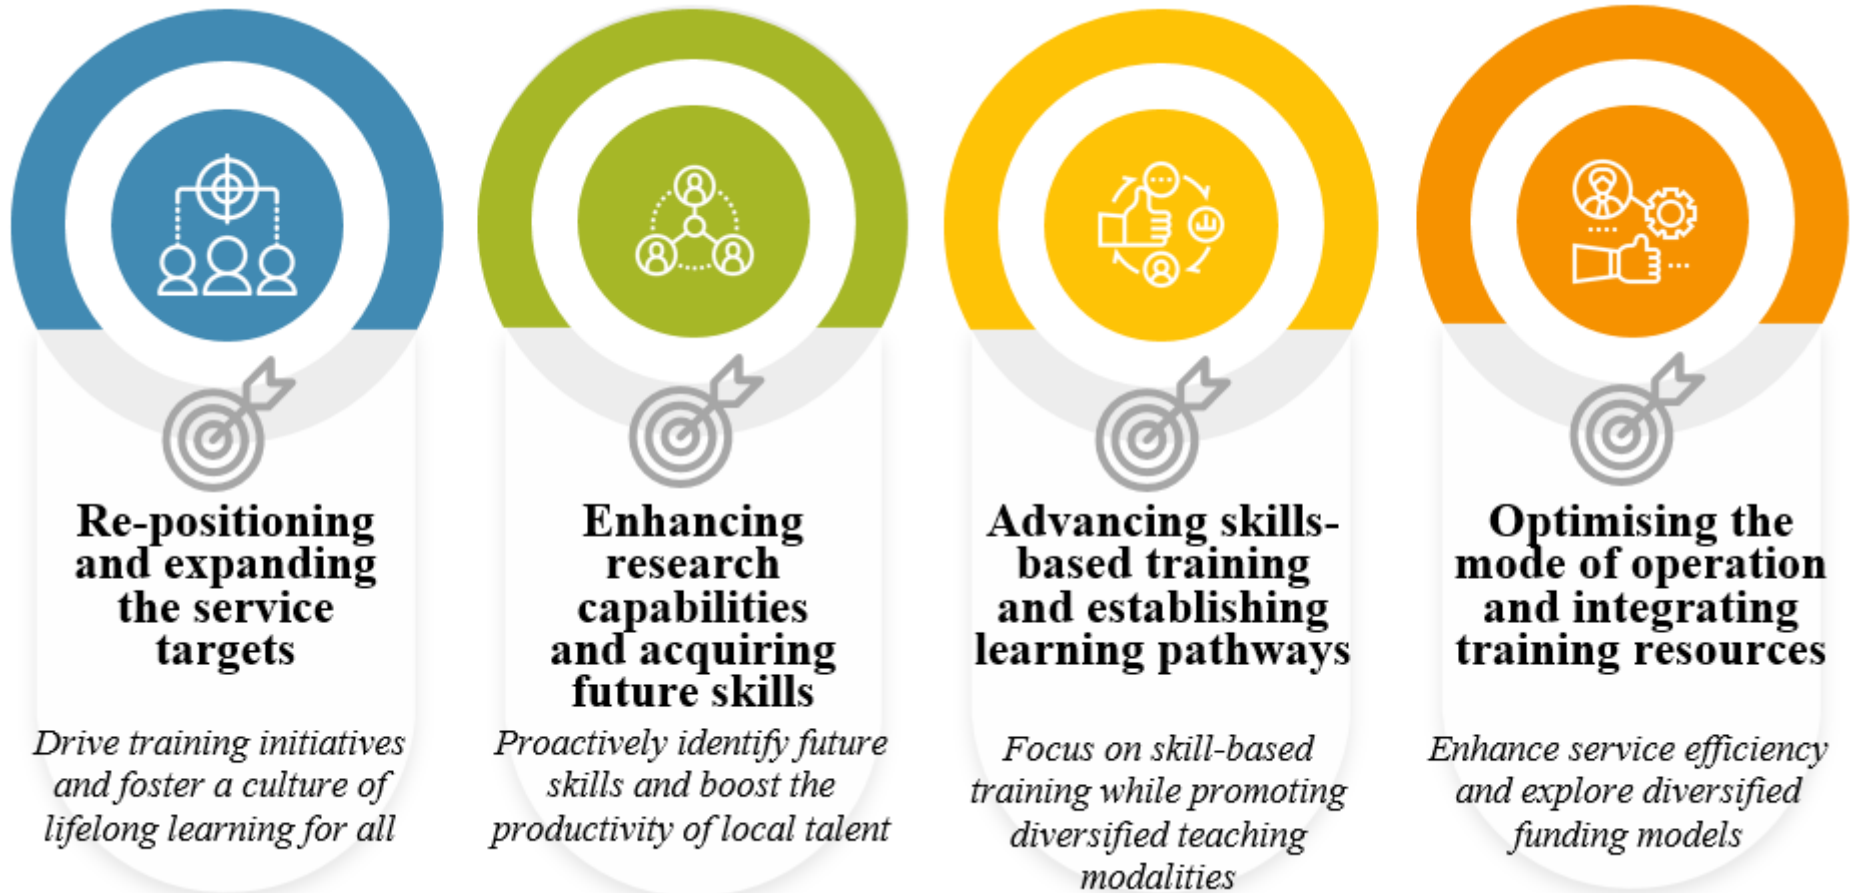 Re-positioning
and expanding
the service
targets
Drive training initiatives
and foster a culture of
lifelong learning for all
Enhancing
research
capabilities
and acquiring
future skills
Proactively identify future
skills and boost the
productivity of local talent
Advancing skills-
based training
and establishing
learning pathways
Focus on skill-based
training while promoting
diversified teaching
modalities
Optimising the
mode of operation
and integrating
training resources
Enhance service efficiency
and explore diversified
funding models